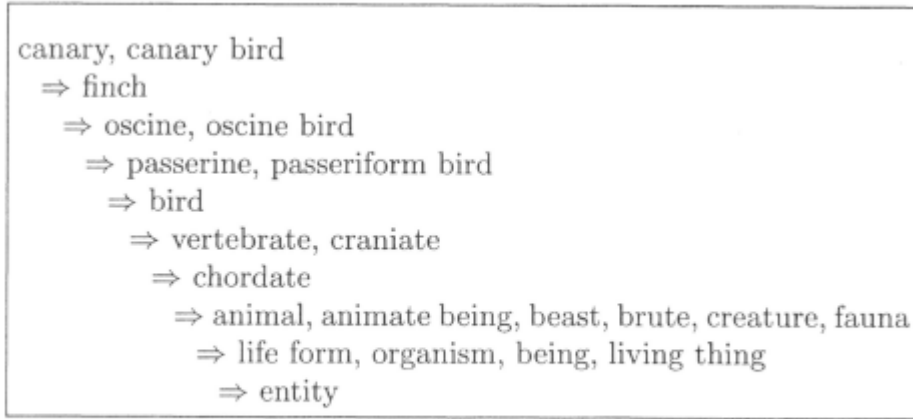 canary, canary bird
⇒ finch
⇒ oscine, oscine bird
⇒ passerine, passeriform bird
⇒ bird
⇒ vertebrate, craniate
⇒ chordate
⇒ animal, animate being, beast, brute, creature, fauna
⇒ life form, organism, being, living thing
⇒ entity